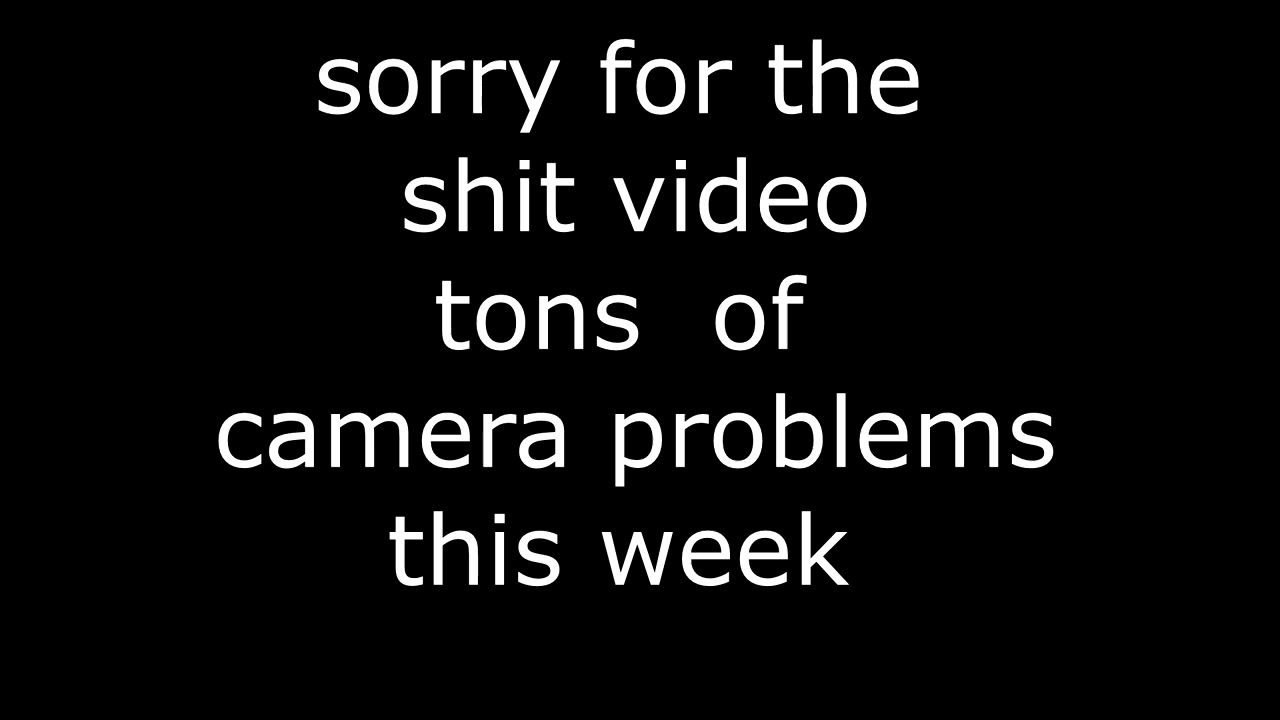 sorry for the
shit video
tons of
camera problems
this week